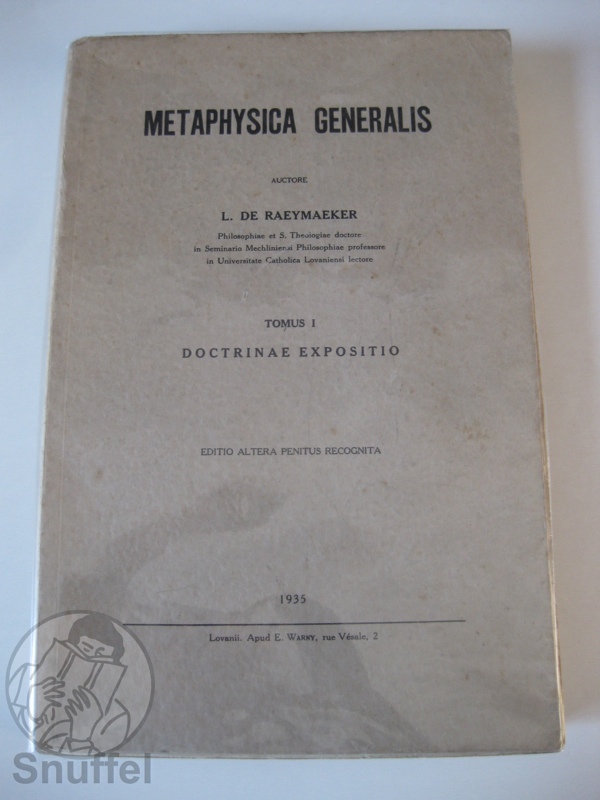 METAPHYSICA GENERALIS
AUCTORE
L. DE RAEYMAEKER
Philosophiae et S. Theologiae doctore
in Seminario Mechliniensi Philosophiae professore
in Universitate Catholica Lovaniensi lectore
TOMUS I
DOCTRINAE EXPOSITIO
EDITIO ALTERA PENITUS RECOGNITA
1935
Lovanii. Apud E. WARNY, rue Vésale, 2
Snuffel